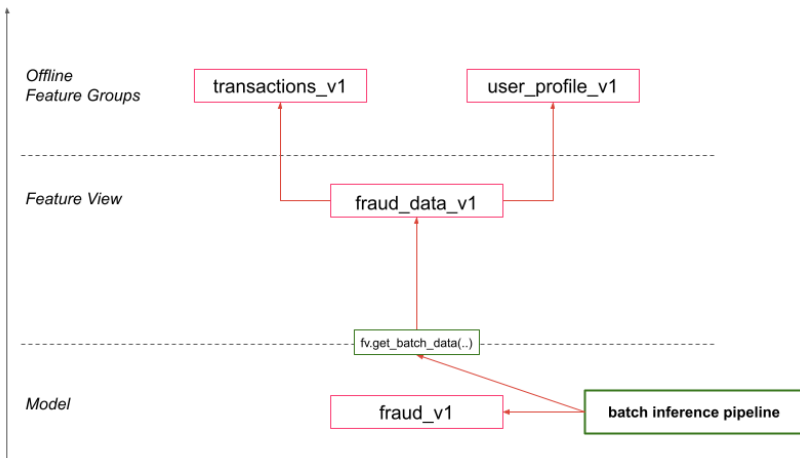 Offline
Feature Groups
transactions_v1
user_profile_v1
Feature View
fraud_data_v1
fv.get_batch_data(..)
Model
fraud_v1
batch inference pipeline